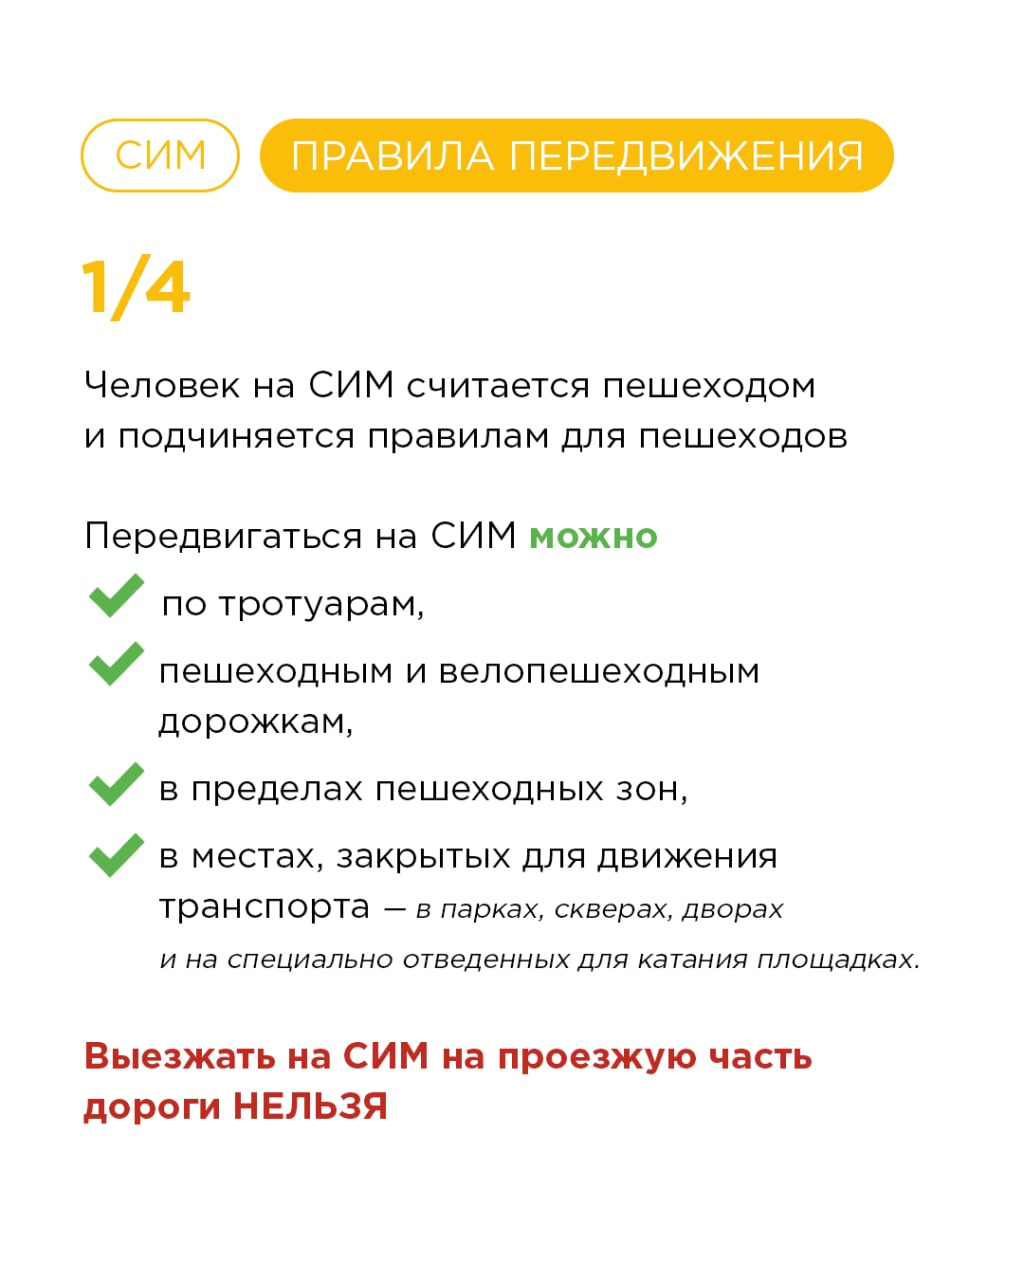 СИМ ПРАВИЛА ПЕРЕДВИЖЕНИЯ
1/4
Человек на СИМ считается пешеходом
и подчиняется правилам для пешеходов
Передвигаться на СИМ можно
по тротуарам,
пешеходным и велопешеходным
дорожкам,
в пределах пешеходных зон,
в местах, закрытых для движения
транспорта — в парках, скверах, дворах
и на специально отведенных для катания площадках.
Выезжать на СИМ на проезжую часть
дороги НЕЛЬЗЯ